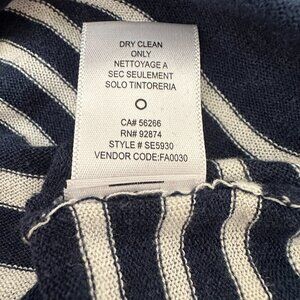 DRY CLEAN
ONLY
NETTOYAGE A
SEC SEULEMENT
SOLO TINTORERIA
CA# 56266
RN# 92874
STYLE # SE5930
VENDOR CODE:FA0030